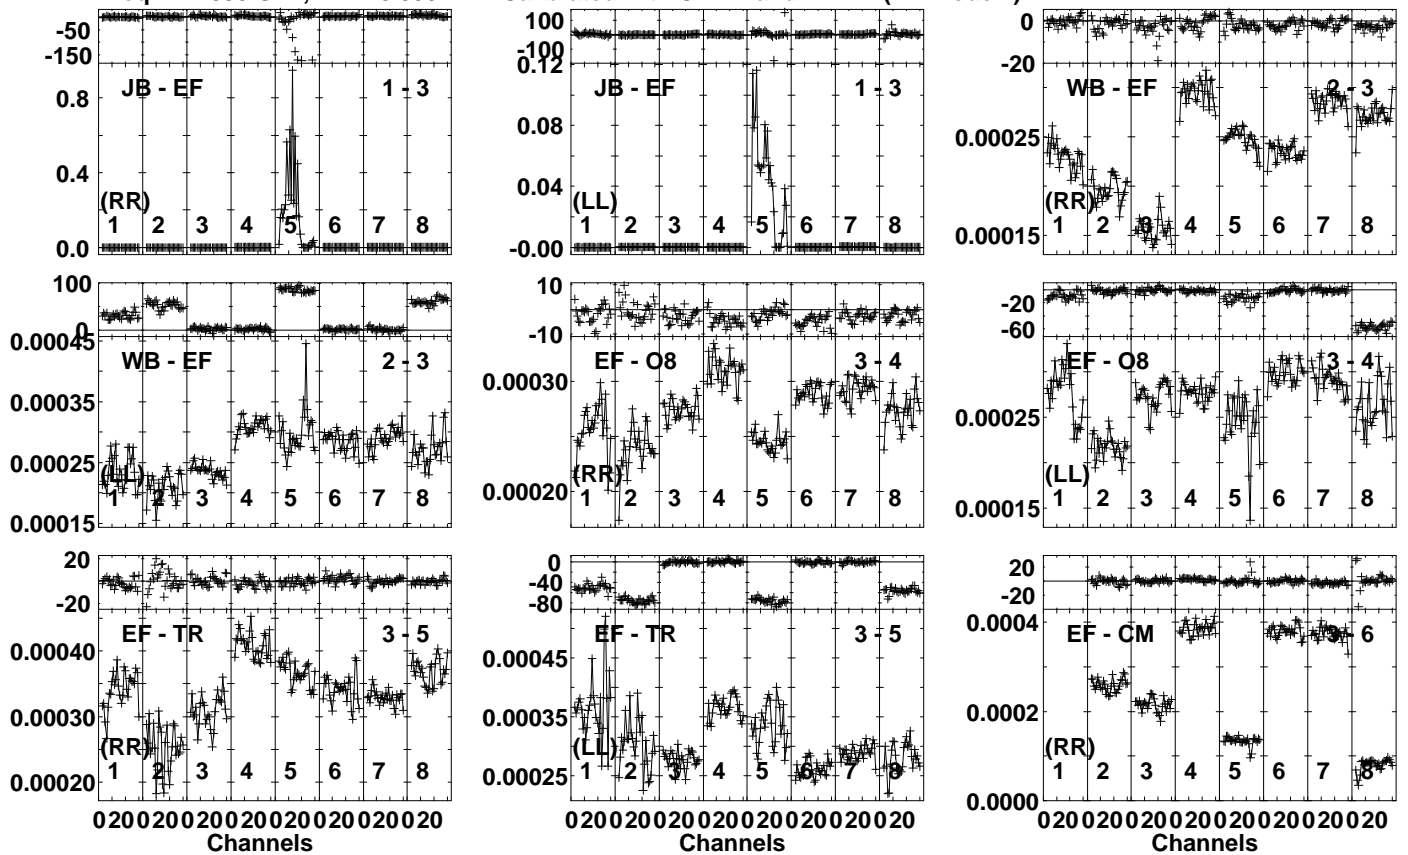 -50
-150
JB - EF 1 - 3
0.8
0.4
0.0
(RR)
1 2 3 4 5 6 7 8
100
-100
0.12
JB - EF 1 - 3
0.08
0.04
-0.00
(LL)
1 2 3 4 5 6 7 8
0
-20
WB - EF 2 - 3
0.00025
0.00015
(RR)
1 2 3 4 5 6 7 8
100
0
0.00045
WB - EF 2 - 3
0.00035
0.00025
0.00015
(LL)
1 2 3 4 5 6 7 8
10
-10
EF - O8 3 - 4
0.00030
0.00020
(RR)
1 2 3 4 5 6 7 8
-20
-60
EF - O8 3 - 4
0.00025
0.00015
(LL)
1 2 3 4 5 6 7 8
20
-20
EF - TR 3 - 5
0.00040
0.00030
0.00020
(RR)
1 2 3 4 5 6 7 8
0 20 0 20 0 20 0 20 0 20 0 20 0 20 0 20
Channels
0
-40
-80
EF - TR 3 - 5
0.00045
0.00035
0.00025
(LL)
1 2 3 4 5 6 7 8
0 20 0 20 0 20 0 20 0 20 0 20 0 20 0 20
Channels
20
-20
EF - CM 3 - 6
0.0004
0.0002
0.0000
(RR)
1 2 3 4 5 6 7 8
0 20 0 20 0 20 0 20 0 20 0 20 0 20 0 20
Channels